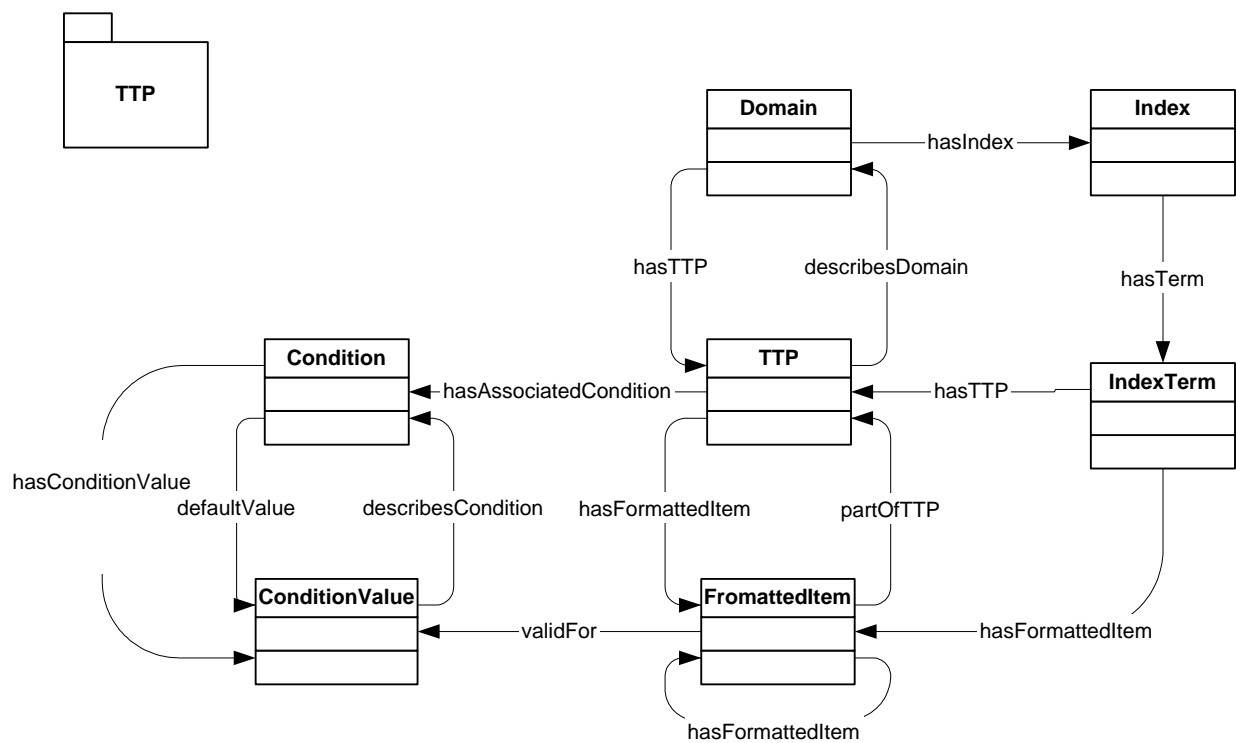 TTP
Domain
Index
hasIndex
hasTTP
describesDomain
hasTerm
Condition
TTP
IndexTerm
hasAssociatedCondition
hasTTP
hasConditionValue
defaultValue
describesCondition
hasFormattedItem
partOfTTP
ConditionValue
FromattedItem
validFor
hasFormattedItem
hasFormattedItem